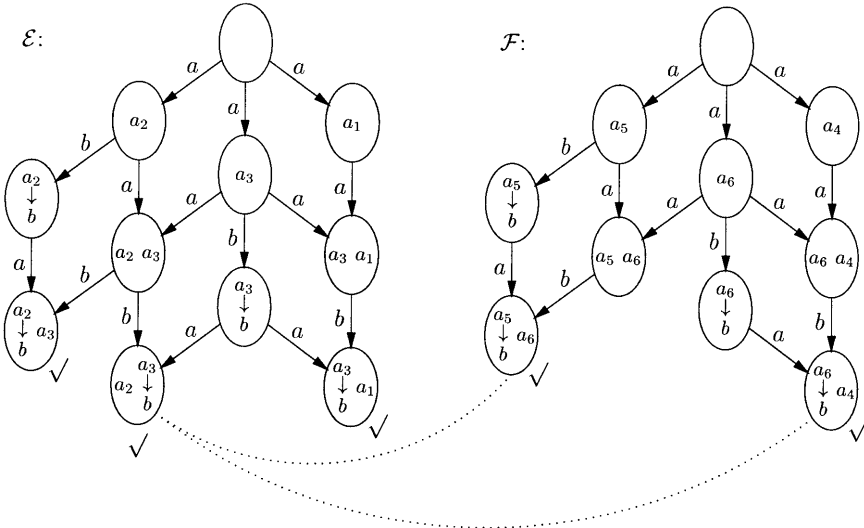 ℰ: ℱ:
a a a a
a a
a₂ a₁ a₅ a₄
b b
a₂ ↓ b a a₃ a a₅ ↓ b a a₆ a
a a a a
a b a b
a b a b
a₂ a₃ a₃ a₁ a₅ a₆ a₆ a₄
b b
a₂ ↓ b a₃ a₃ ↓ b a₅ ↓ b a₆ a₆ ↓ b
b b b
√ a a √ a
a₂ a₃ ↓ b a₃ ↓ b a₁ a₆ ↓ b a₄
√ √ √